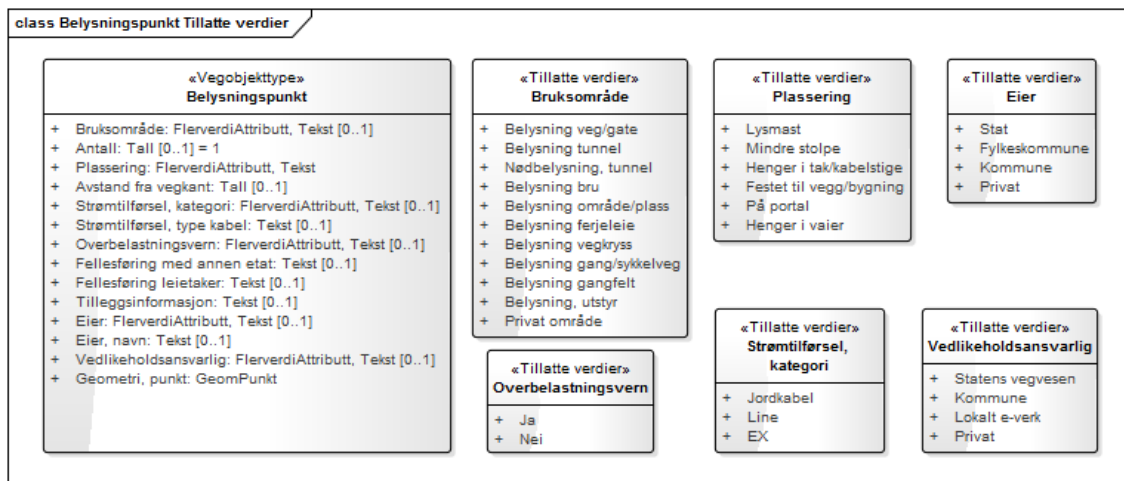 class Belysningspunkt Tillatte verdier
«Vegobjekttype»
Belysningspunkt
+ Bruksområde: FlerverdiAttributt, Tekst [0..1]
+ Antall: Tall [0..1] = 1
+ Plassering: FlerverdiAttributt, Tekst
+ Avstand fra vegkant: Tall [0..1]
+ Strømtilførsel, kategori: FlerverdiAttributt, Tekst [0..1]
+ Strømtilførsel, type kabel: Tekst [0..1]
+ Overbelastningsvern: FlerverdiAttributt, Tekst [0..1]
+ Fellesføring med annen etat: Tekst [0..1]
+ Fellesføring leietaker: Tekst [0..1]
+ Tilleggsinformasjon: Tekst [0..1]
+ Eier: FlerverdiAttributt, Tekst [0..1]
+ Eier, navn: Tekst [0..1]
+ Vedlikeholdsansvarlig: FlerverdiAttributt, Tekst [0..1]
+ Geometri, punkt: GeomPunkt
«Tillatte verdier»
Bruksområde
+ Belysning veg/gate
+ Belysning tunnel
+ Nødbelysning, tunnel
+ Belysning bru
+ Belysning område/plass
+ Belysning ferjeleie
+ Belysning vegkryss
+ Belysning gang/sykkelveg
+ Belysning gangfelt
+ Belysning, utstyr
+ Privat område
«Tillatte verdier»
Plassering
+ Lysmast
+ Mindre stolpe
+ Henger i tak/kabelstige
+ Festet til vegg/bygning
+ På portal
+ Henger i vaier
«Tillatte verdier»
Eier
+ Stat
+ Fylkeskommune
+ Kommune
+ Privat
«Tillatte verdier»
Overbelastningsvern
+ Ja
+ Nei
«Tillatte verdier»
Strømtilførsel,
kategori
+ Jordkabel
+ Line
+ EX
«Tillatte verdier»
Vedlikeholdsansvarlig
+ Statens vegvesen
+ Kommune
+ Lokalt e-verk
+ Privat